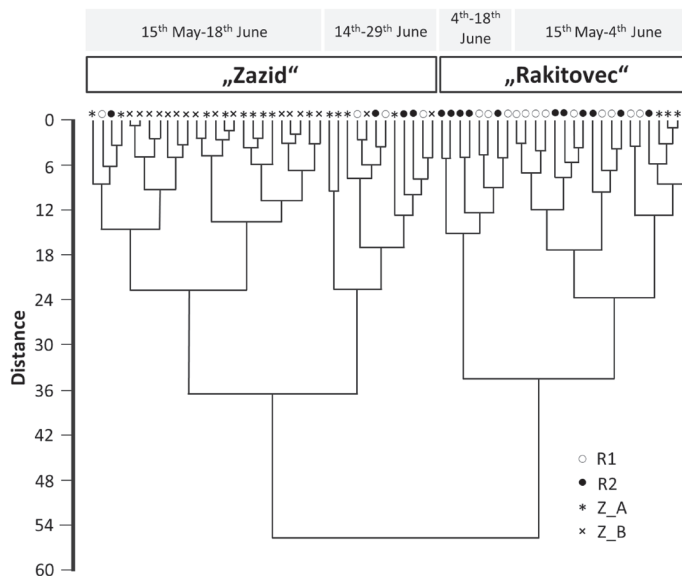 15th May-18th June 14th-29th June 4th-18th June 15th May-4th June
„Zazid“ „Rakitovec“
0
6
12
18
24
30
36
42
48
54
60
Distance
R1
R2
Z_A
Z_B